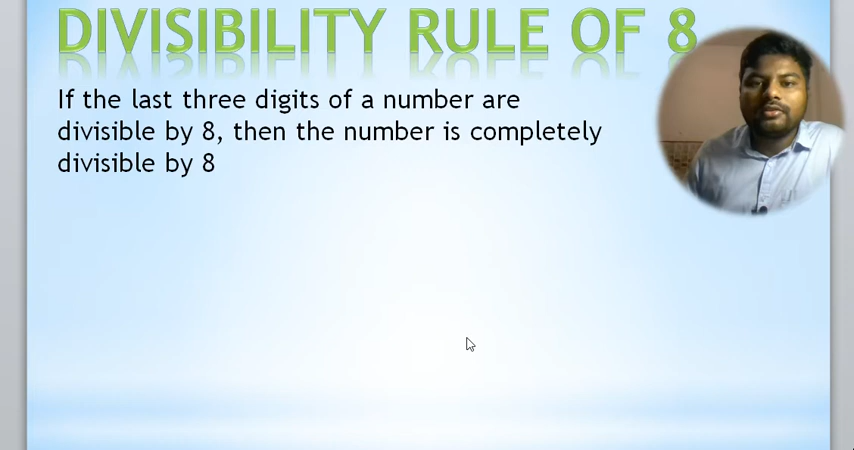 DIVISIBILITY RULE OF 8
If the last three digits of a number are
divisible by 8, then the number is completely
divisible by 8